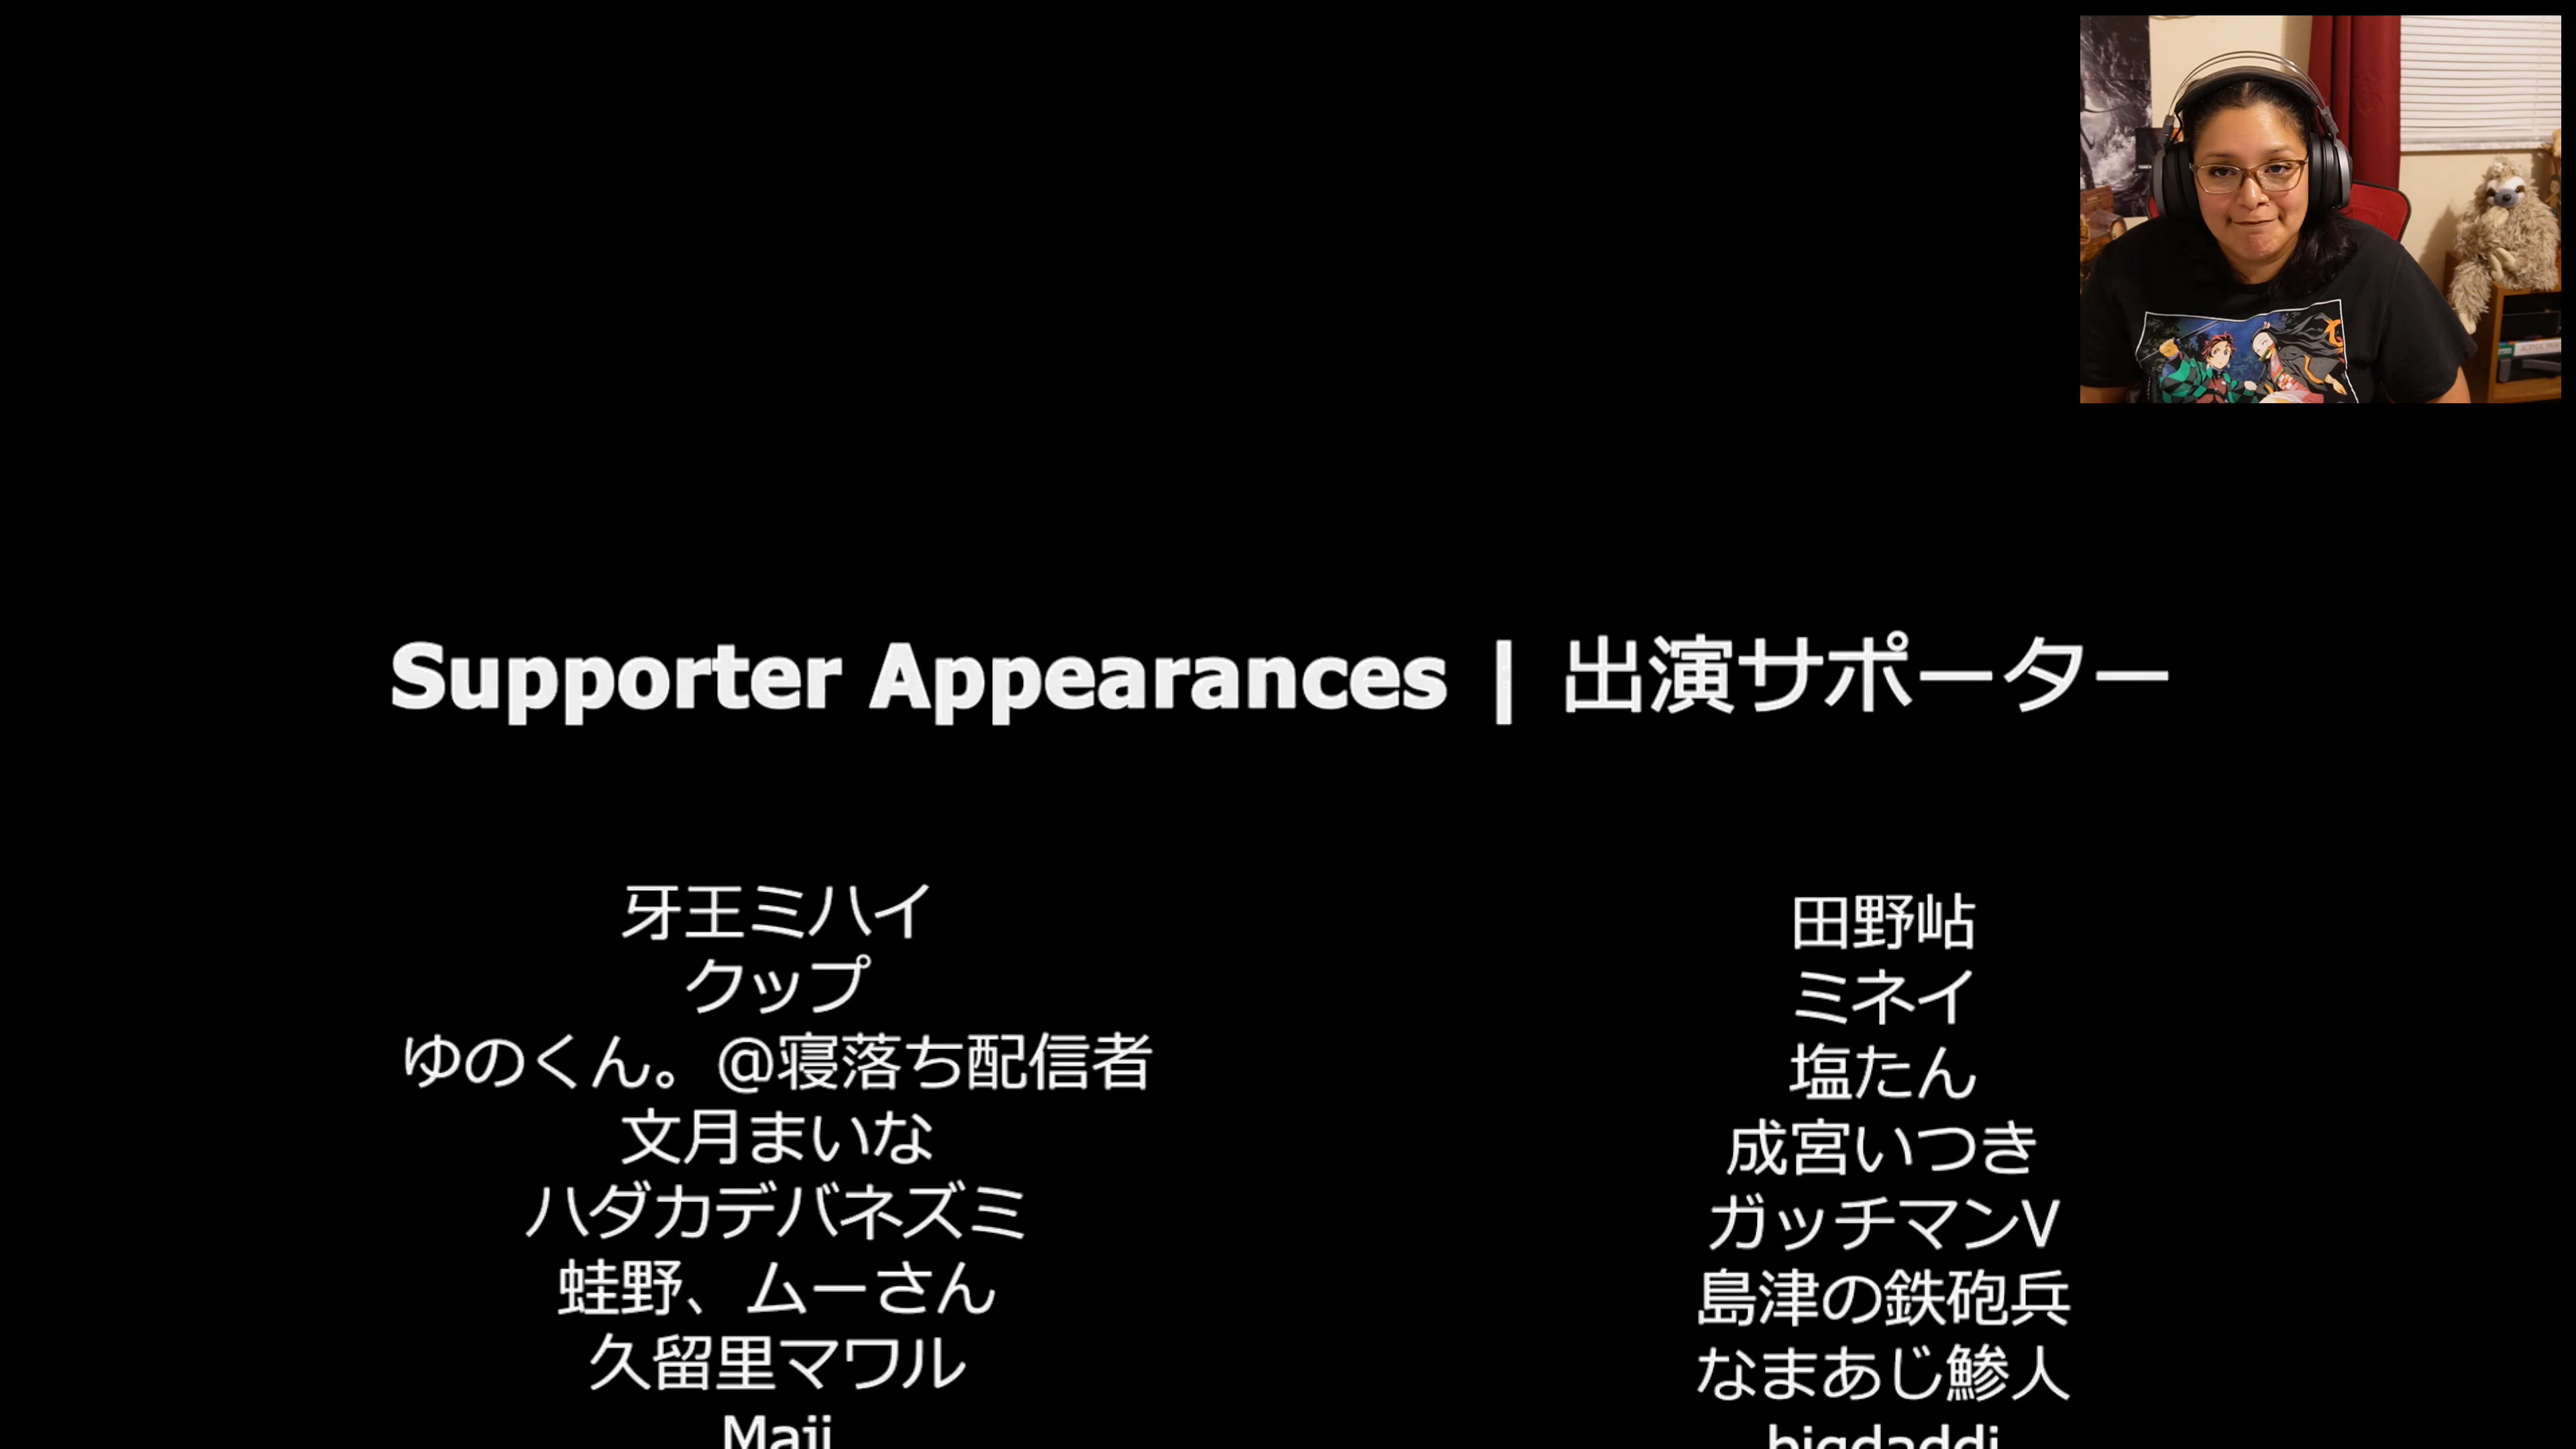 Supporter Appearances | 出演サポーター
牙王ミハイ
クップ
ゆのくん。@寝落ち配信者
文月まいな
ハダカデバネズミ
蛙野、ムーさん
久留里マワル
Maji
田野岾
ミネイ
塩たん
成宮いつき
ガッチマンV
島津の鉄砲兵
なまあじ鯵人
bigdaddi